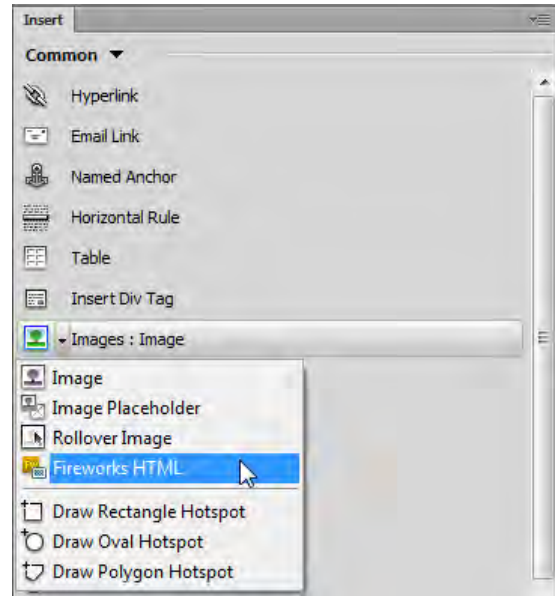 Insert
Common
Hyperlink
Email Link
Named Anchor
Horizontal Rule
Table
Insert Div Tag
Images : Image
Image
Image Placeholder
Rollover Image
Fireworks HTML
Draw Rectangle Hotspot
Draw Oval Hotspot
Draw Polygon Hotspot